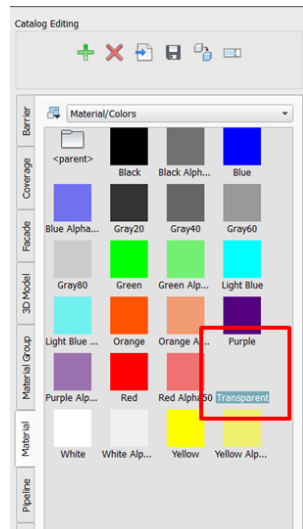 Catalog Editing
Material/Colors
Barrier
Coverage
Facade
3D Model
Material Group
Material
Pipeline
<parent>
Black
Black Alph...
Blue
Blue Alpha...
Gray20
Gray40
Gray60
Gray80
Green
Green Alp...
Light Blue
Light Blue ...
Orange
Orange A...
Purple
Purple Alp...
Red
Red Alpha50
Transparent
White
White Alp...
Yellow
Yellow Alp...